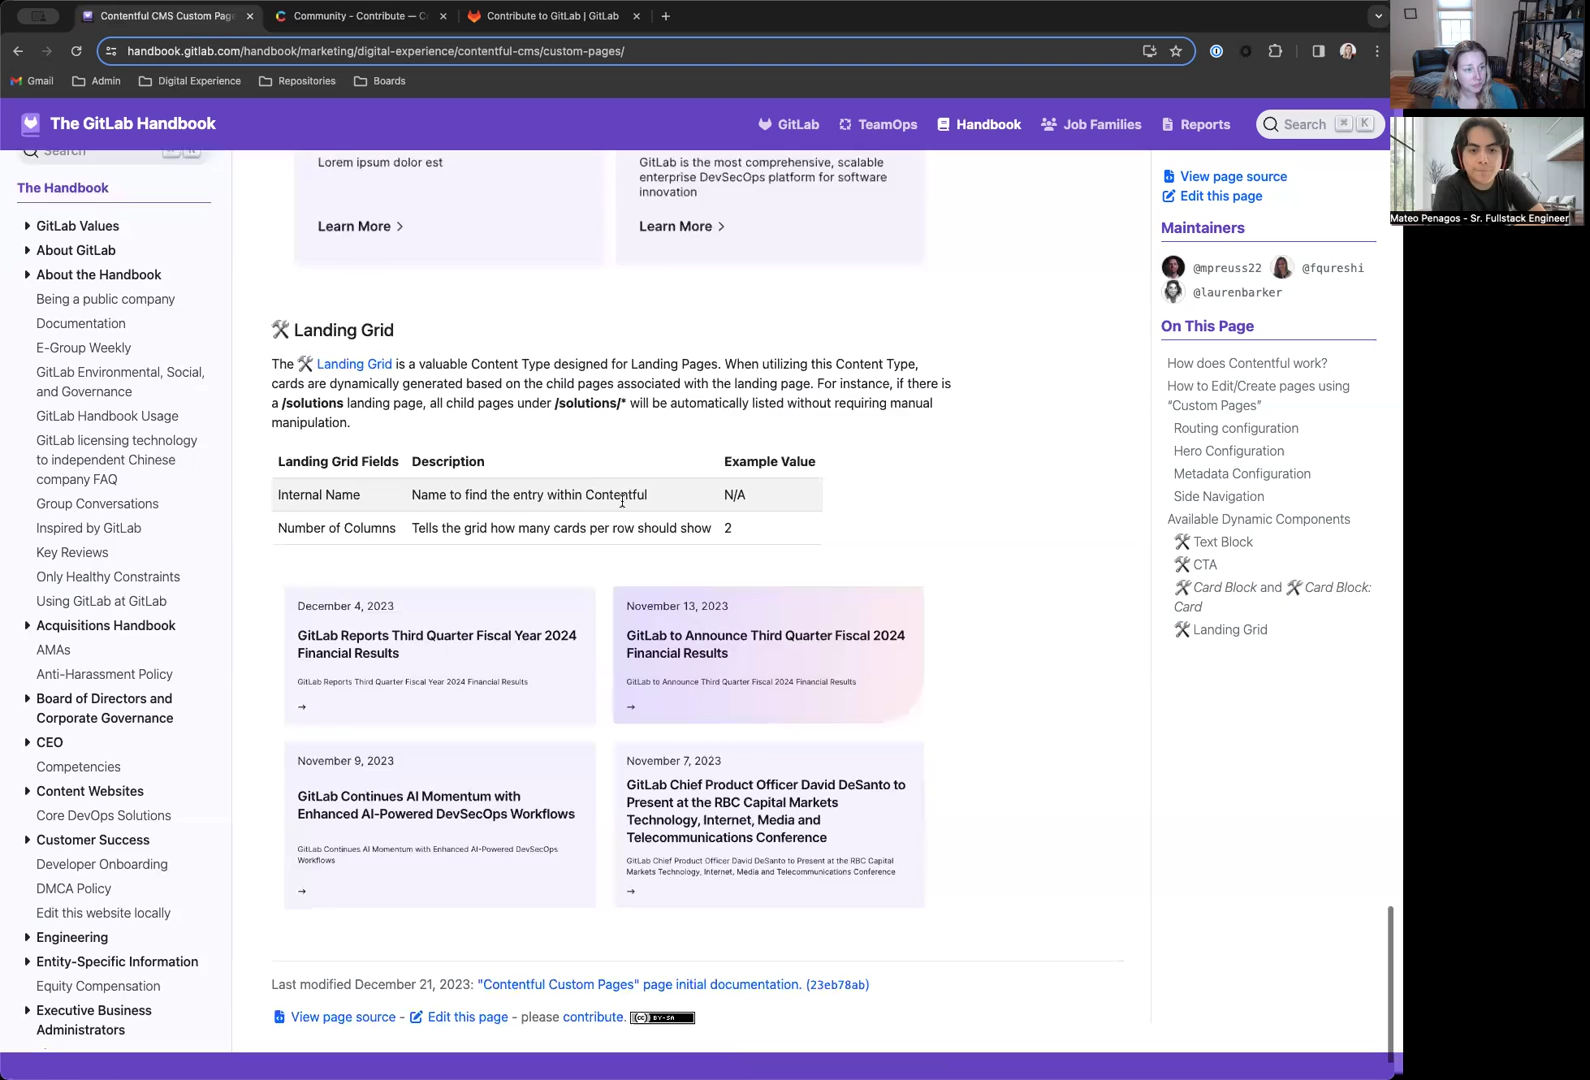 Contentful CMS Custom Page
Community - Contribute — Co
Contribute to GitLab | GitLab
handbook.gitlab.com/handbook/marketing/digital-experience/contentful-cms/custom-pages/
Gmail
Admin
Digital Experience
Repositories
Boards
The GitLab Handbook
GitLab
TeamOps
Handbook
Job Families
Reports
Search ⌘ K
Mateo Penagos - Sr. Fullstack Engineer
Search
The Handbook
GitLab Values
About GitLab
About the Handbook
Being a public company
Documentation
E-Group Weekly
GitLab Environmental, Social,
and Governance
GitLab Handbook Usage
GitLab licensing technology
to independent Chinese
company FAQ
Group Conversations
Inspired by GitLab
Key Reviews
Only Healthy Constraints
Using GitLab at GitLab
Acquisitions Handbook
AMAs
Anti-Harassment Policy
Board of Directors and
Corporate Governance
CEO
Competencies
Content Websites
Core DevOps Solutions
Customer Success
Developer Onboarding
DMCA Policy
Edit this website locally
Engineering
Entity-Specific Information
Equity Compensation
Executive Business
Administrators
Lorem ipsum dolor est
Learn More >
GitLab is the most comprehensive, scalable
enterprise DevSecOps platform for software
innovation
Learn More >
🛠 Landing Grid
The 🛠 Landing Grid is a valuable Content Type designed for Landing Pages. When utilizing this Content Type,
cards are dynamically generated based on the child pages associated with the landing page. For instance, if there is
a /solutions landing page, all child pages under /solutions/* will be automatically listed without requiring manual
manipulation.
Landing Grid Fields Description Example Value
Internal Name Name to find the entry within Contentful N/A
Number of Columns Tells the grid how many cards per row should show 2
December 4, 2023
GitLab Reports Third Quarter Fiscal Year 2024
Financial Results
GitLab Reports Third Quarter Fiscal Year 2024 Financial Results
→
November 13, 2023
GitLab to Announce Third Quarter Fiscal 2024
Financial Results
GitLab to Announce Third Quarter Fiscal 2024 Financial Results
→
November 9, 2023
GitLab Continues AI Momentum with
Enhanced AI-Powered DevSecOps Workflows
GitLab Continues AI Momentum with Enhanced AI-Powered DevSecOps
Workflows
→
November 7, 2023
GitLab Chief Product Officer David DeSanto to
Present at the RBC Capital Markets
Technology, Internet, Media and
Telecommunications Conference
GitLab Chief Product Officer David DeSanto to Present at the RBC Capital
Markets Technology, Internet, Media and Telecommunications Conference
→
Last modified December 21, 2023: "Contentful Custom Pages" page initial documentation. (23eb78ab)
View page source - Edit this page - please contribute. (cc) BY-SA
View page source
Edit this page
Maintainers
@mpreuss22 @fqureshi
@laurenbarker
On This Page
How does Contentful work?
How to Edit/Create pages using
“Custom Pages”
Routing configuration
Hero Configuration
Metadata Configuration
Side Navigation
Available Dynamic Components
🛠 Text Block
🛠 CTA
🛠 Card Block and 🛠 Card Block:
Card
🛠 Landing Grid